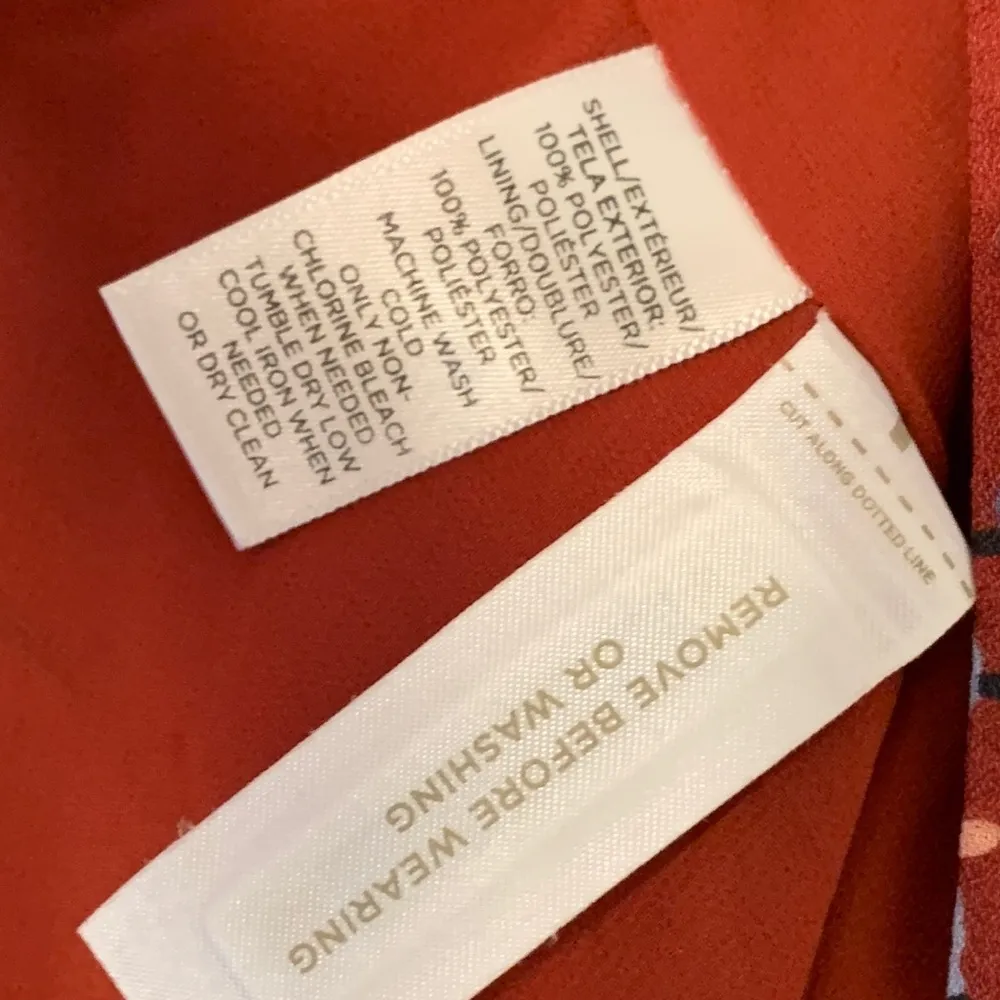 SHELL/EXTÉRIEUR/
TELA EXTERIOR:
100% POLYESTER/
POLIÉSTER
LINING/DOUBLURE/
FORRO:
100% POLYESTER/
POLIÉSTER
MACHINE WASH
COLD
ONLY NON-
CHLORINE BLEACH
WHEN NEEDED
TUMBLE DRY LOW
COOL IRON WHEN
NEEDED
OR DRY CLEAN
CUT ALONG DOTTED LINE
REMOVE BEFORE WEARING
OR WASHING